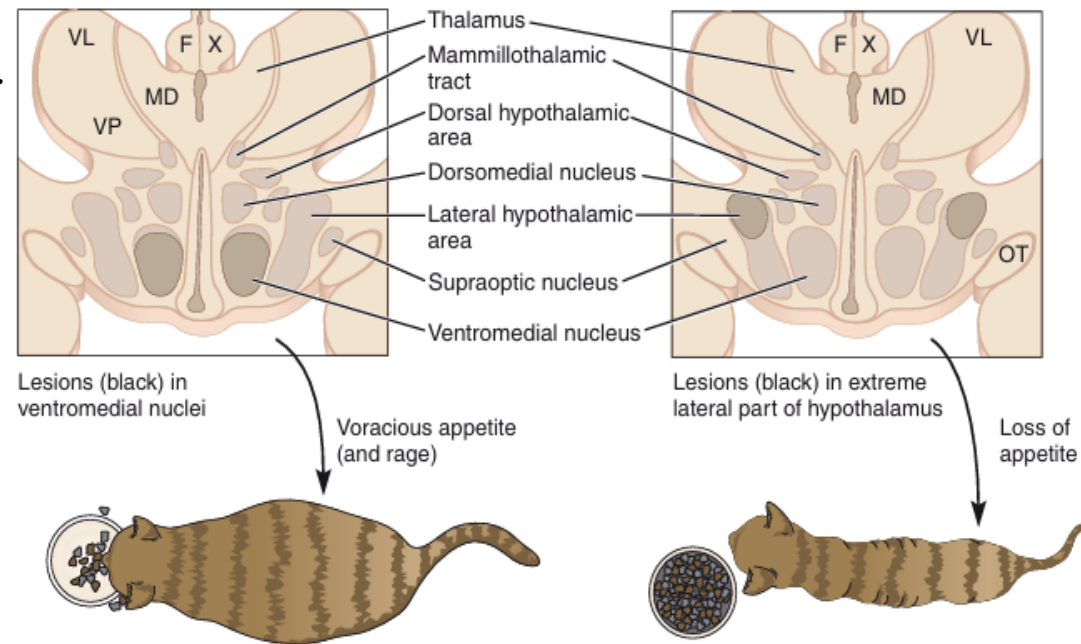 VL
F X
MD
VP
Thalamus
Mammillothalamic
tract
Dorsal hypothalamic
area
Dorsomedial nucleus
Lateral hypothalamic
area
Supraoptic nucleus
Ventromedial nucleus
F X
VL
MD
OT
Lesions (black) in
ventromedial nuclei
Voracious appetite
(and rage)
Lesions (black) in extreme
lateral part of hypothalamus
Loss of
appetite